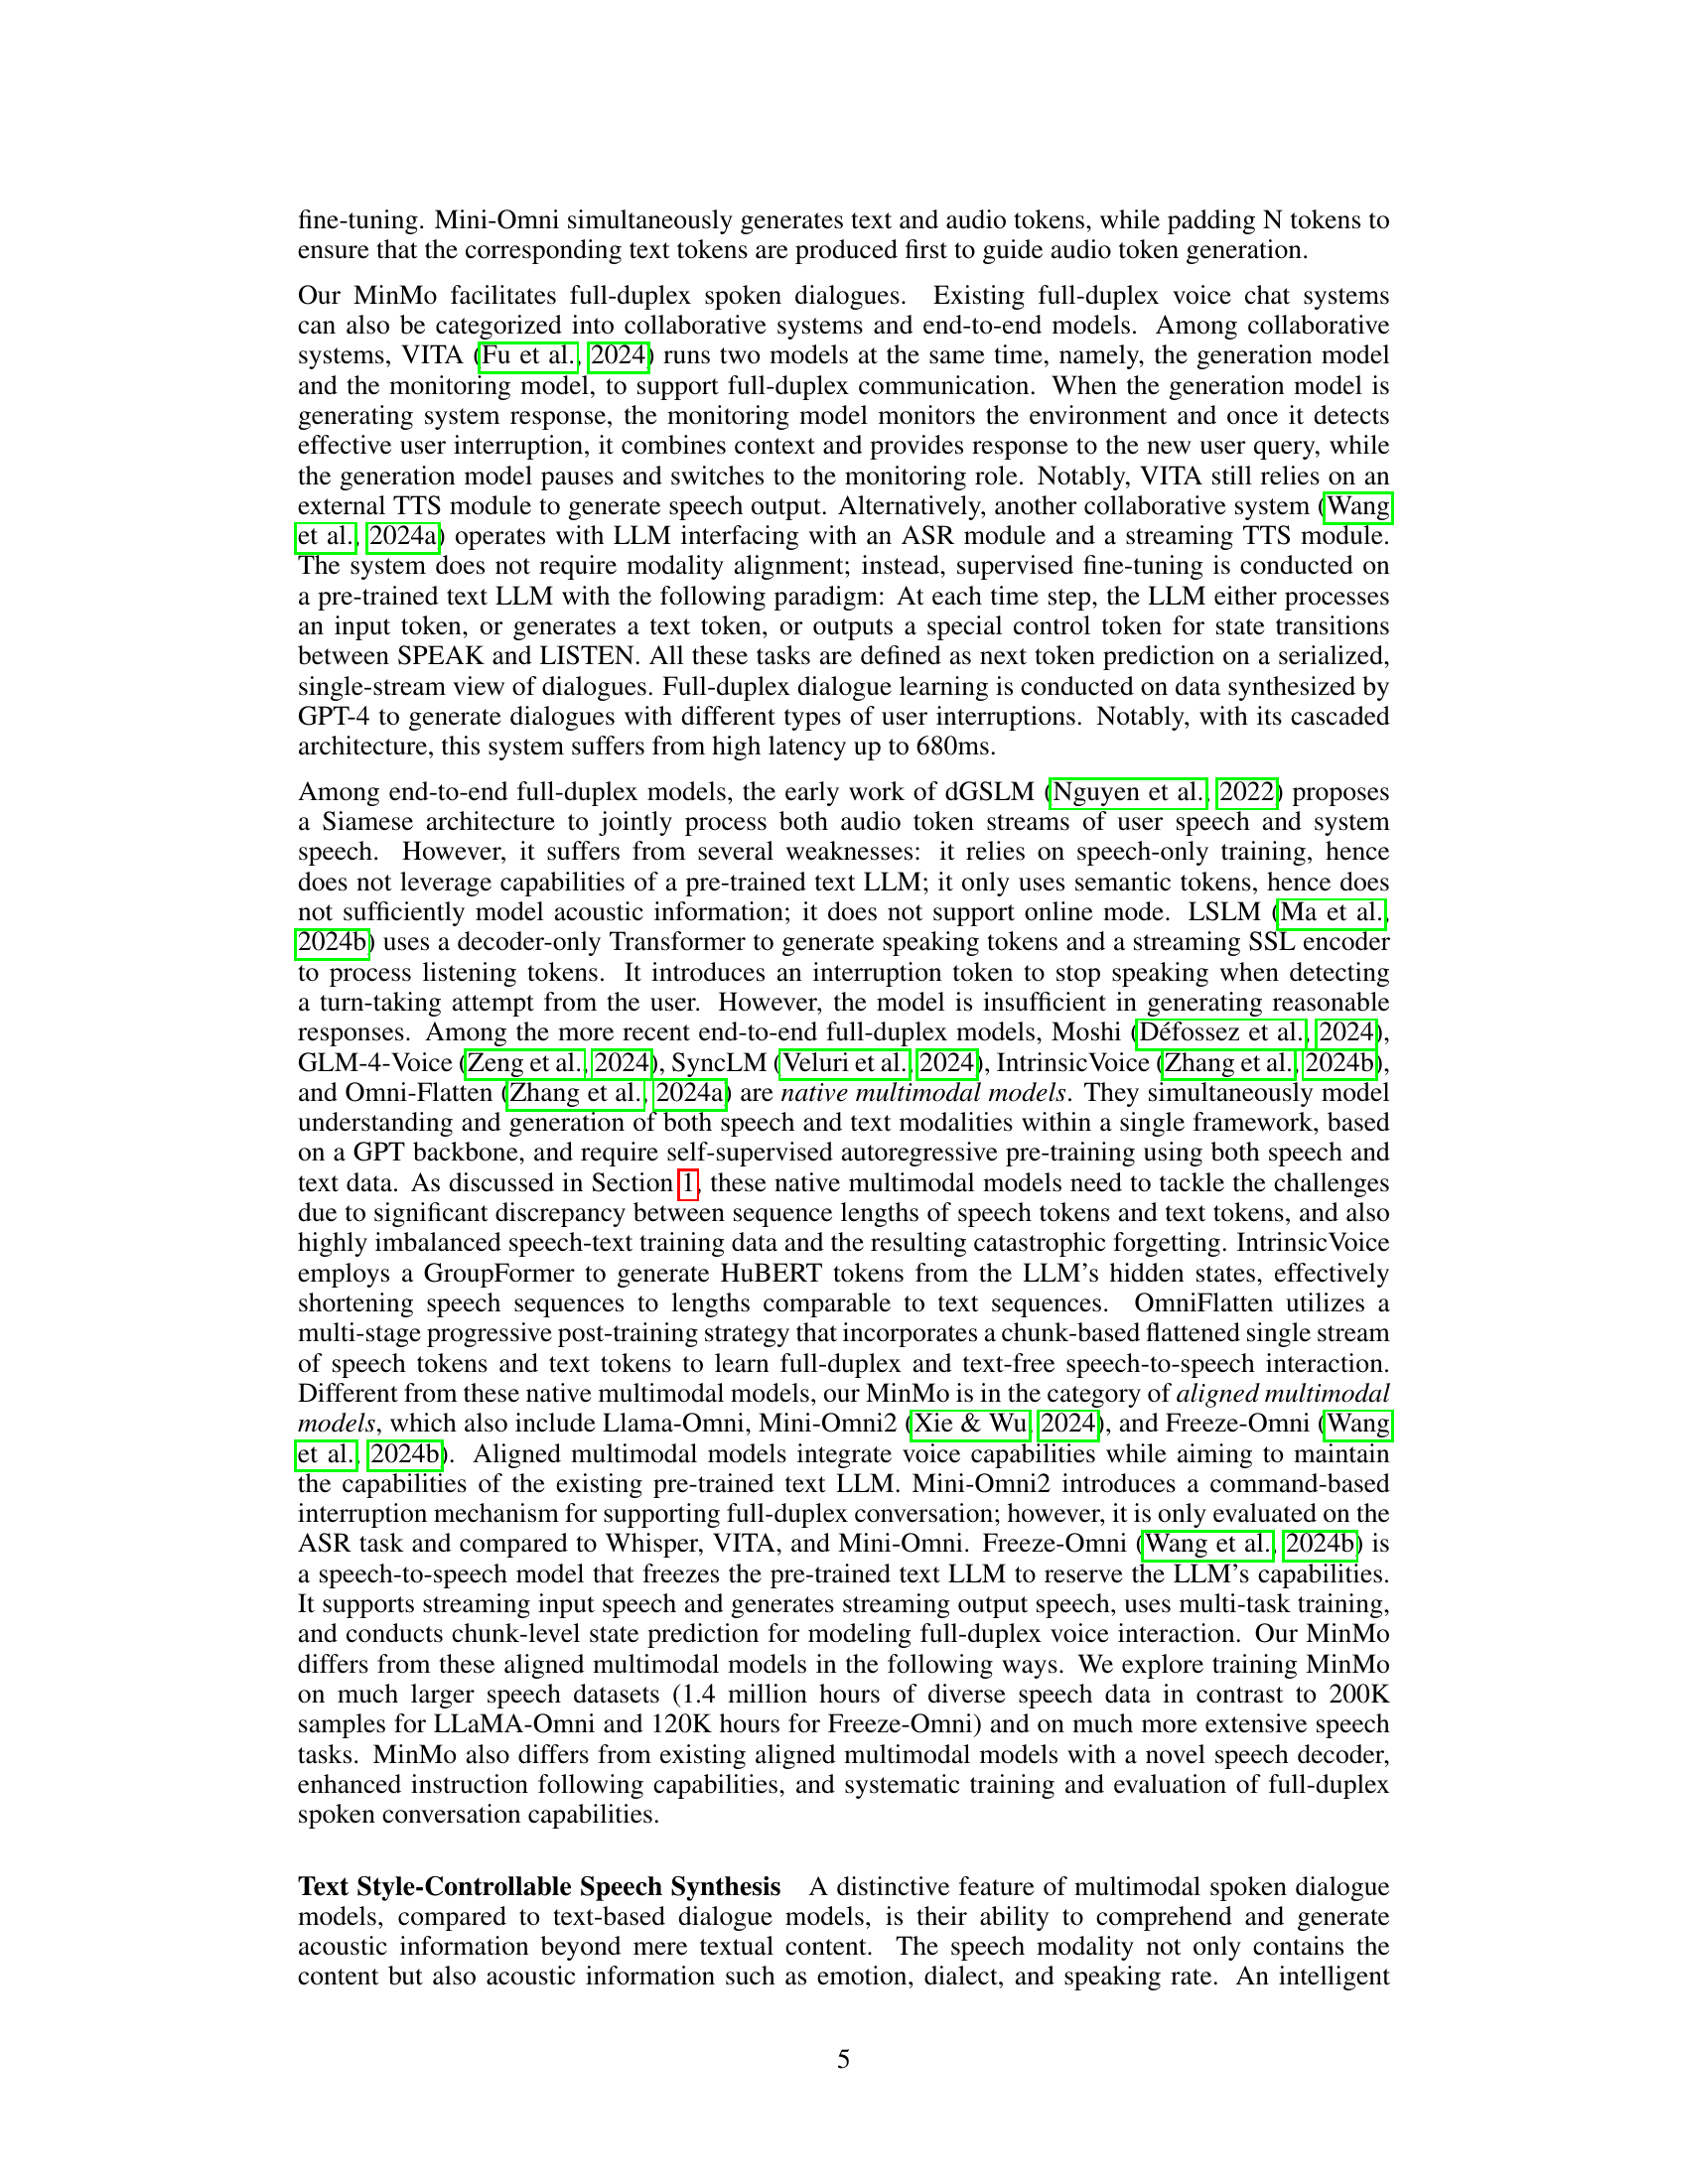 fine-tuning. Mini-Omni simultaneously generates text and audio tokens, while padding N tokens to
ensure that the corresponding text tokens are produced first to guide audio token generation.
Our MinMo facilitates full-duplex spoken dialogues. Existing full-duplex voice chat systems
can also be categorized into collaborative systems and end-to-end models. Among collaborative
systems, VITA (Fu et al., 2024) runs two models at the same time, namely, the generation model
and the monitoring model, to support full-duplex communication. When the generation model is
generating system response, the monitoring model monitors the environment and once it detects
effective user interruption, it combines context and provides response to the new user query, while
the generation model pauses and switches to the monitoring role. Notably, VITA still relies on an
external TTS module to generate speech output. Alternatively, another collaborative system (Wang
et al., 2024a) operates with LLM interfacing with an ASR module and a streaming TTS module.
The system does not require modality alignment; instead, supervised fine-tuning is conducted on
a pre-trained text LLM with the following paradigm: At each time step, the LLM either processes
an input token, or generates a text token, or outputs a special control token for state transitions
between SPEAK and LISTEN. All these tasks are defined as next token prediction on a serialized,
single-stream view of dialogues. Full-duplex dialogue learning is conducted on data synthesized by
GPT-4 to generate dialogues with different types of user interruptions. Notably, with its cascaded
architecture, this system suffers from high latency up to 680ms.
Among end-to-end full-duplex models, the early work of dGSLM (Nguyen et al., 2022) proposes
a Siamese architecture to jointly process both audio token streams of user speech and system
speech. However, it suffers from several weaknesses: it relies on speech-only training, hence
does not leverage capabilities of a pre-trained text LLM; it only uses semantic tokens, hence does
not sufficiently model acoustic information; it does not support online mode. LSLM (Ma et al.,
2024b) uses a decoder-only Transformer to generate speaking tokens and a streaming SSL encoder
to process listening tokens. It introduces an interruption token to stop speaking when detecting
a turn-taking attempt from the user. However, the model is insufficient in generating reasonable
responses. Among the more recent end-to-end full-duplex models, Moshi (Défossez et al., 2024),
GLM-4-Voice (Zeng et al., 2024), SyncLM (Veluri et al., 2024), IntrinsicVoice (Zhang et al., 2024b),
and Omni-Flatten (Zhang et al., 2024a) are native multimodal models. They simultaneously model
understanding and generation of both speech and text modalities within a single framework, based
on a GPT backbone, and require self-supervised autoregressive pre-training using both speech and
text data. As discussed in Section 1, these native multimodal models need to tackle the challenges
due to significant discrepancy between sequence lengths of speech tokens and text tokens, and also
highly imbalanced speech-text training data and the resulting catastrophic forgetting. IntrinsicVoice
employs a GroupFormer to generate HuBERT tokens from the LLM's hidden states, effectively
shortening speech sequences to lengths comparable to text sequences. OmniFlatten utilizes a
multi-stage progressive post-training strategy that incorporates a chunk-based flattened single stream
of speech tokens and text tokens to learn full-duplex and text-free speech-to-speech interaction.
Different from these native multimodal models, our MinMo is in the category of aligned multimodal
models, which also include Llama-Omni, Mini-Omni2 (Xie & Wu, 2024), and Freeze-Omni (Wang
et al., 2024b). Aligned multimodal models integrate voice capabilities while aiming to maintain
the capabilities of the existing pre-trained text LLM. Mini-Omni2 introduces a command-based
interruption mechanism for supporting full-duplex conversation; however, it is only evaluated on the
ASR task and compared to Whisper, VITA, and Mini-Omni. Freeze-Omni (Wang et al., 2024b) is
a speech-to-speech model that freezes the pre-trained text LLM to reserve the LLM's capabilities.
It supports streaming input speech and generates streaming output speech, uses multi-task training,
and conducts chunk-level state prediction for modeling full-duplex voice interaction. Our MinMo
differs from these aligned multimodal models in the following ways. We explore training MinMo
on much larger speech datasets (1.4 million hours of diverse speech data in contrast to 200K
samples for LLaMA-Omni and 120K hours for Freeze-Omni) and on much more extensive speech
tasks. MinMo also differs from existing aligned multimodal models with a novel speech decoder,
enhanced instruction following capabilities, and systematic training and evaluation of full-duplex
spoken conversation capabilities.
Text Style-Controllable Speech Synthesis A distinctive feature of multimodal spoken dialogue
models, compared to text-based dialogue models, is their ability to comprehend and generate
acoustic information beyond mere textual content. The speech modality not only contains the
content but also acoustic information such as emotion, dialect, and speaking rate. An intelligent
5